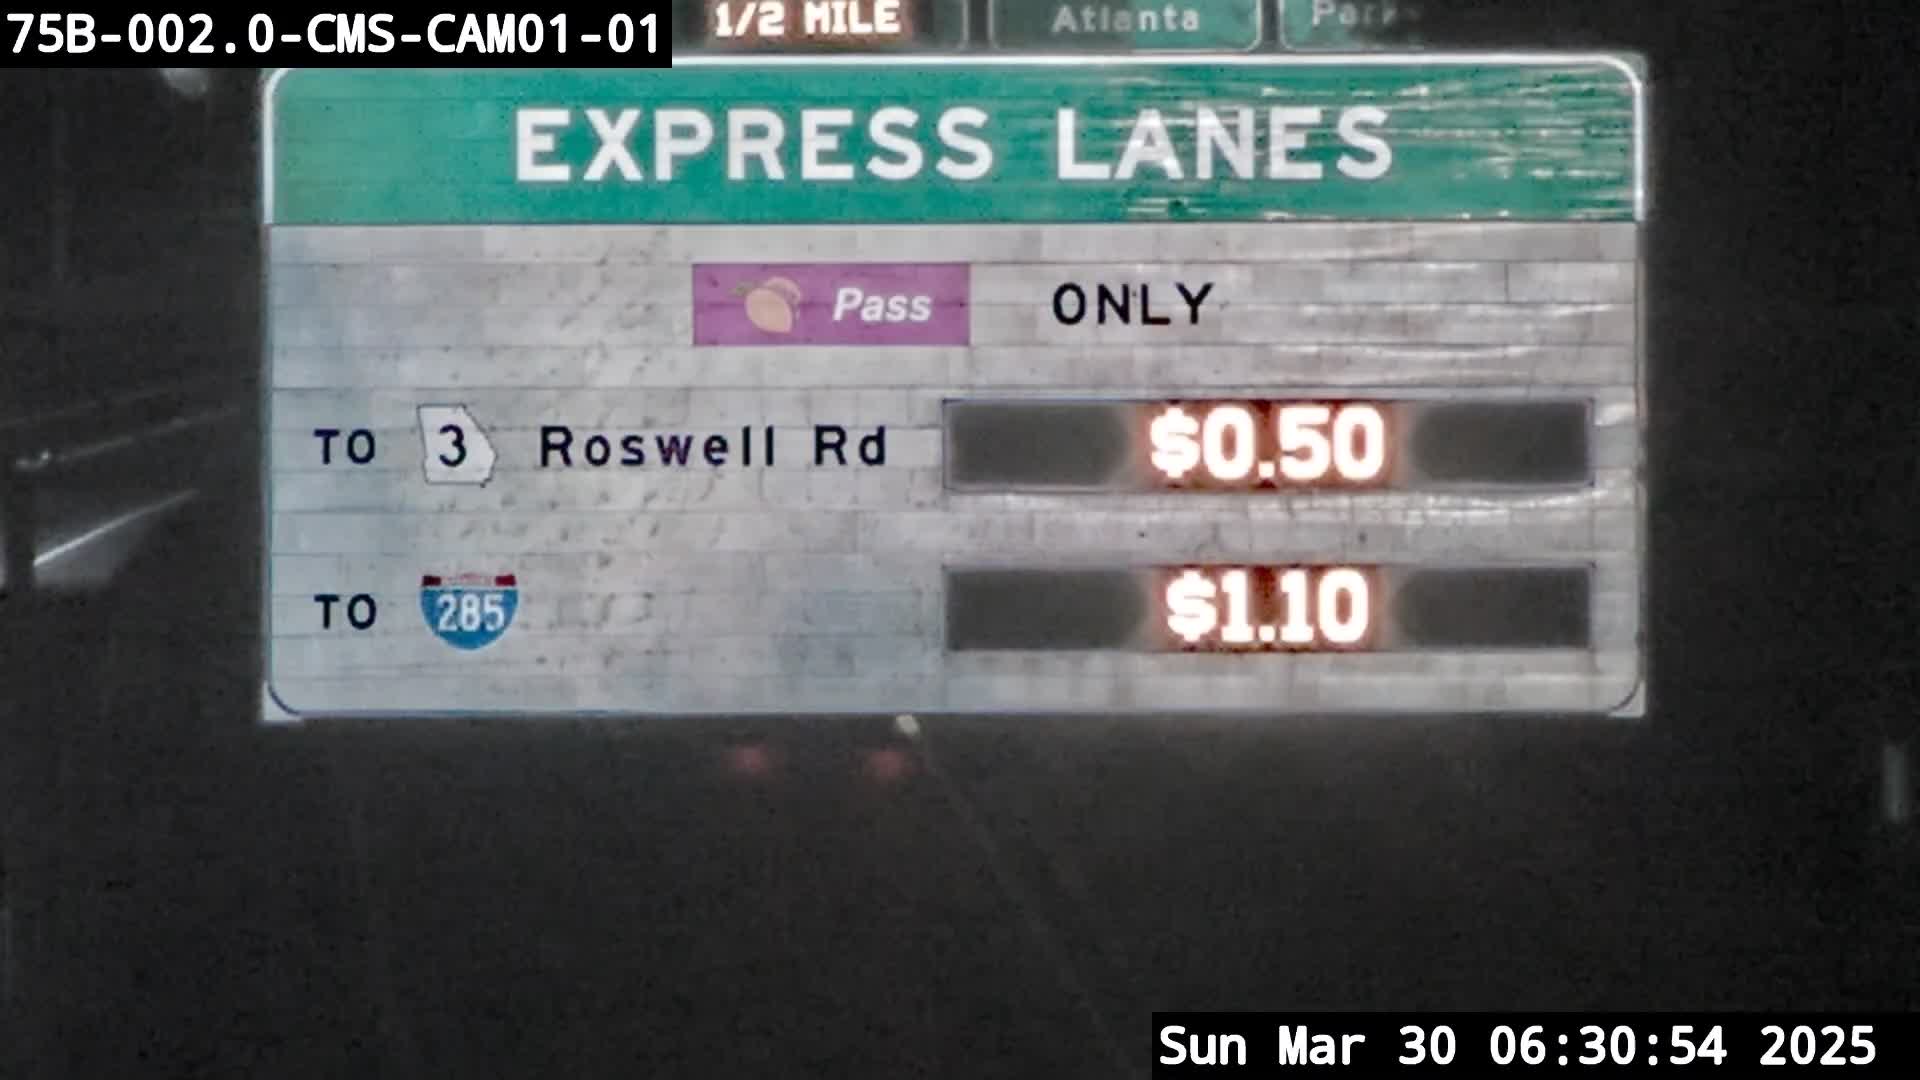 75B-002.0-CMS-CAM01-01
1/2 MILE
Atlanta
EXPRESS LANES
Pass ONLY
TO 3 Roswell Rd $0.50
TO 285 $1.10
Sun Mar 30 06:30:54 2025